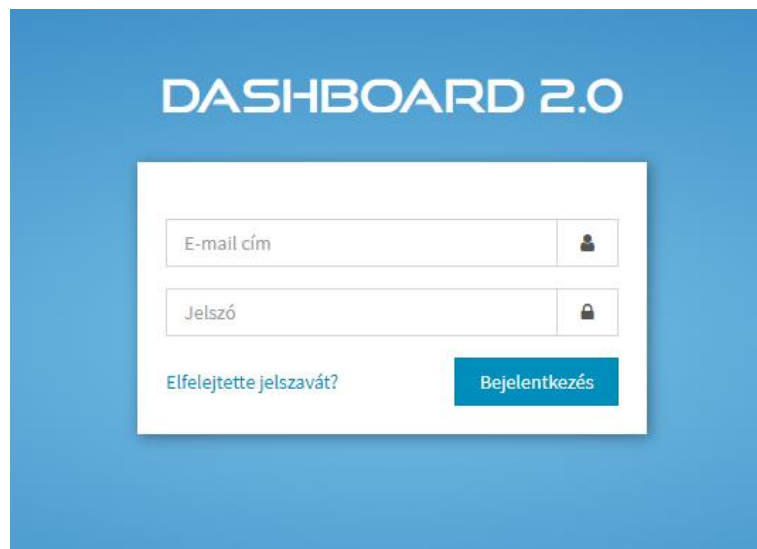 DASHBOARD 2.0
E-mail cím
Jelszó
Elfelejtette jelszavát?
Bejelentkezés